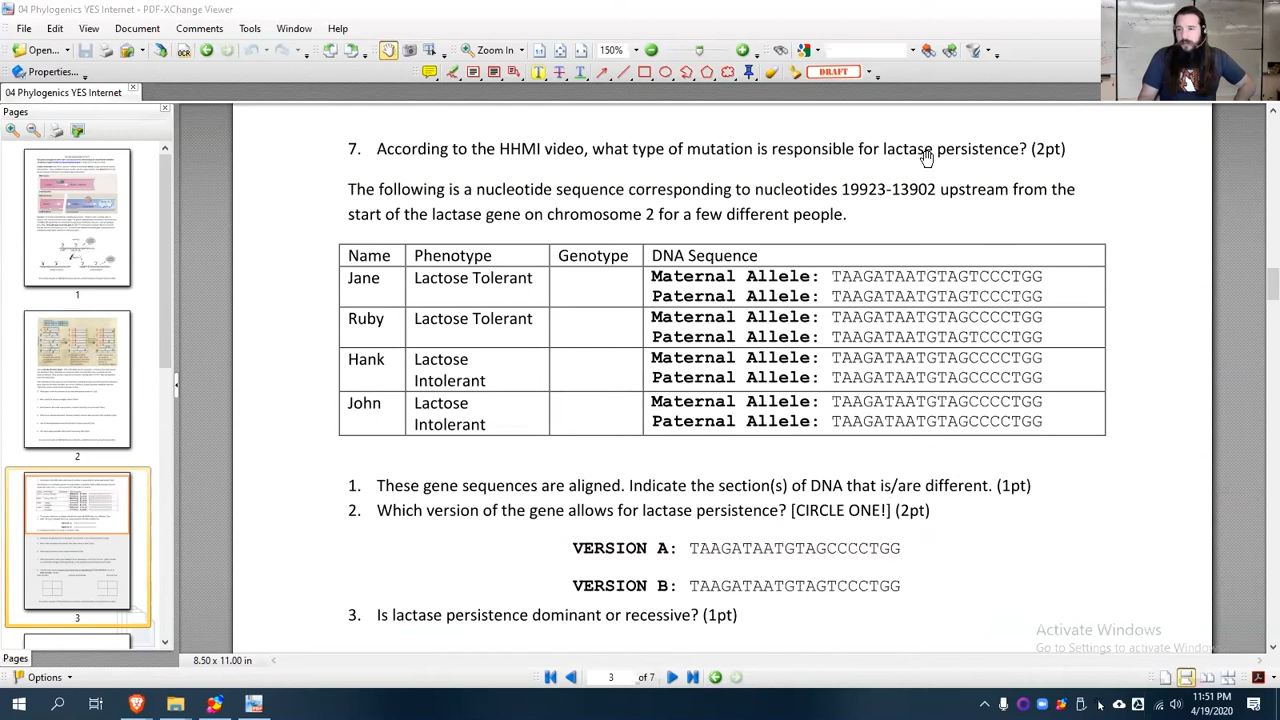 04 Phylogenics YES Internet - PDF-XChange Viewer
File Edit View Document Comments Tools Window Help
Open... OCR Zoom In 150%
Properties... DRAFT
04 Phylogenics YES Internet
Pages
7. According to the HHMI video, what type of mutation is responsible for lactase persistence? (2pt)
The following is a nucleotide sequence corresponding to nucleotides 19923-13902 upstream from the
start of the lactase gene on chromosome 2 for a few different people.
Name Phenotype Genotype DNA Sequence
Jane Lactose Tolerant Maternal Allele: TAAGATAATGTAGTCCCTGG
Paternal Allele: TAAGATAATGTAGTCCCTGG
Ruby Lactose Tolerant Maternal Allele: TAAGATAATGTAGCCCCTGG
Paternal Allele: TAAGATAATGTAGTCCCTGG
Hank Lactose Maternal Allele: TAAGATAATGTAGCCCCTGG
Intolerant Paternal Allele: TAAGATAATGTAGCCCCTGG
John Lactose Maternal Allele: TAAGATAATGTAGCCCCTGG
Intolerant Paternal Allele: TAAGATAATGTAGCCCCTGG
1. These gene sequences are aligned. Indicate the section(s) of DNA that is/are different. (1pt)
2. Which version of the gene allows for lactase persistence? [CIRCLE ONE!] (2pt)
VERSION A: TAAGATAATGTAGCCCCTGG
VERSION B: TAAGATAATGTAGTCCCTGG
3. Is lactase persistence dominant or recessive? (1pt)
1
2
3
Activate Windows
Go to Settings to activate Windows
Pages
8.50 x 11.00 in
Options 3 of 7
11:51 PM
4/19/2020